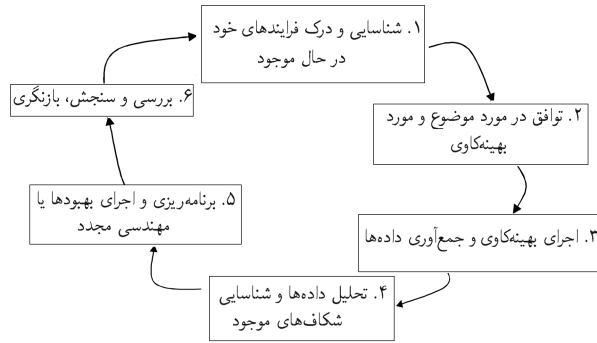 ۱. شناسایی و درک فرایندهای خود
در حال موجود
۲. توافق در مورد موضوع و مورد
بهینه‌کاوی
۳. اجرای بهینه‌کاوی و جمع‌آوری داده‌ها
۴. تحلیل داده‌ها و شناسایی
شکاف‌های موجود
۵. برنامه‌ریزی و اجرای بهبودها یا
مهندسی مجدد
۶. بررسی و سنجش، بازنگری